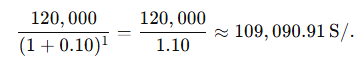 120,000 / (1 + 0.10)¹ = 120,000 / 1.10 ≈ 109,090.91 S/.